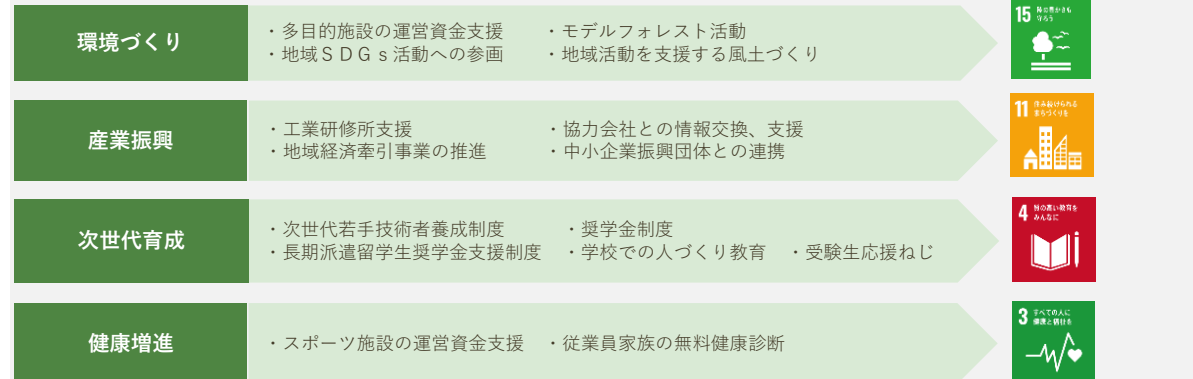 環境づくり
・多目的施設の運営資金支援 ・モデルフォレスト活動
・地域ＳＤＧｓ活動への参画 ・地域活動を支援する風土づくり
15 陸の豊かさも
守ろう
産業振興
・工業研修所支援 ・協力会社との情報交換、支援
・地域経済牽引事業の推進 ・中小企業振興団体との連携
11 住み続けられる
まちづくりを
次世代育成
・次世代若手技術者養成制度 ・奨学金制度
・長期派遣留学生奨学金支援制度 ・学校での人づくり教育 ・受験生応援ねじ
4 質の高い教育を
みんなに
健康増進
・スポーツ施設の運営資金支援 ・従業員家族の無料健康診断
3 すべての人に
健康と福祉を